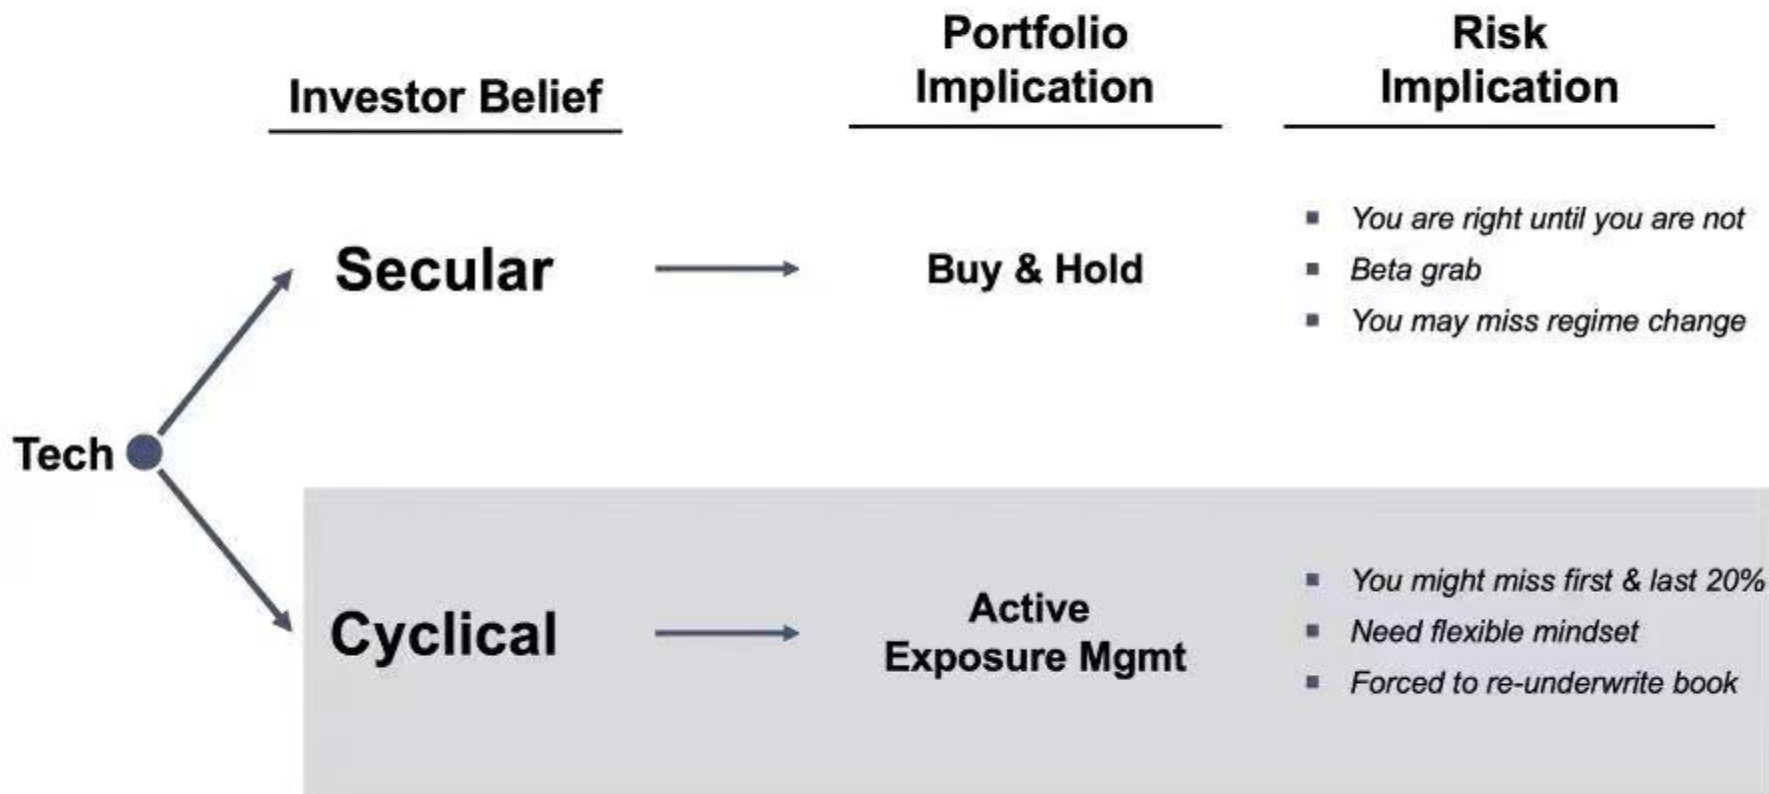 Investor Belief
Portfolio
Implication
Risk
Implication
Tech
Secular
Buy & Hold
You are right until you are not
Beta grab
You may miss regime change
Cyclical
Active
Exposure Mgmt
You might miss first & last 20%
Need flexible mindset
Forced to re-underwrite book